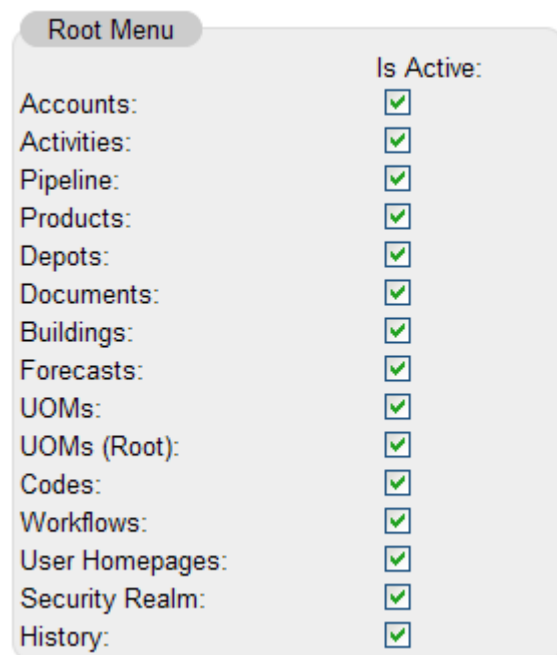 Root Menu
Is Active:
Accounts:
Activities:
Pipeline:
Products:
Depots:
Documents:
Buildings:
Forecasts:
UOMs:
UOMs (Root):
Codes:
Workflows:
User Homepages:
Security Realm:
History: